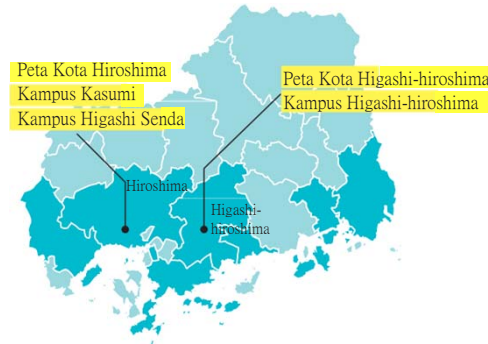 Peta Kota Hiroshima
Kampus Kasumi
Kampus Higashi Senda
Peta Kota Higashi-hiroshima
Kampus Higashi-hiroshima
Hiroshima
Higashi-
hiroshima